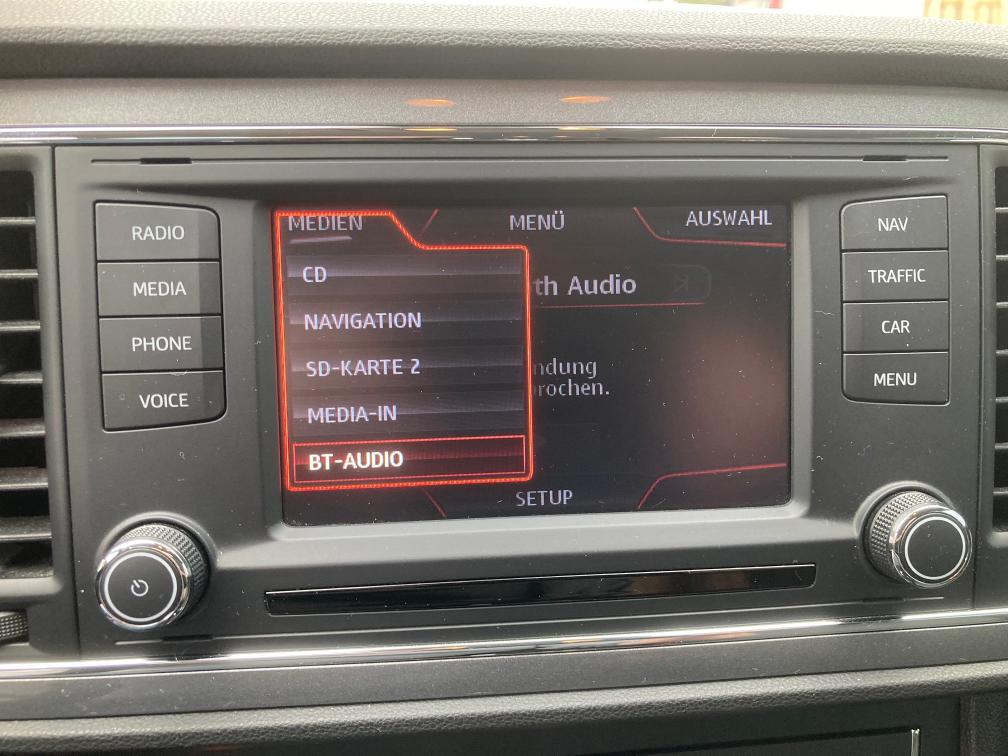 RADIO
MEDIA
PHONE
VOICE
MEDIEN
MENÜ
AUSWAHL
CD
NAVIGATION
SD-KARTE 2
MEDIA-IN
BT-AUDIO
th Audio
ndung
rochen.
SETUP
NAV
TRAFFIC
CAR
MENU